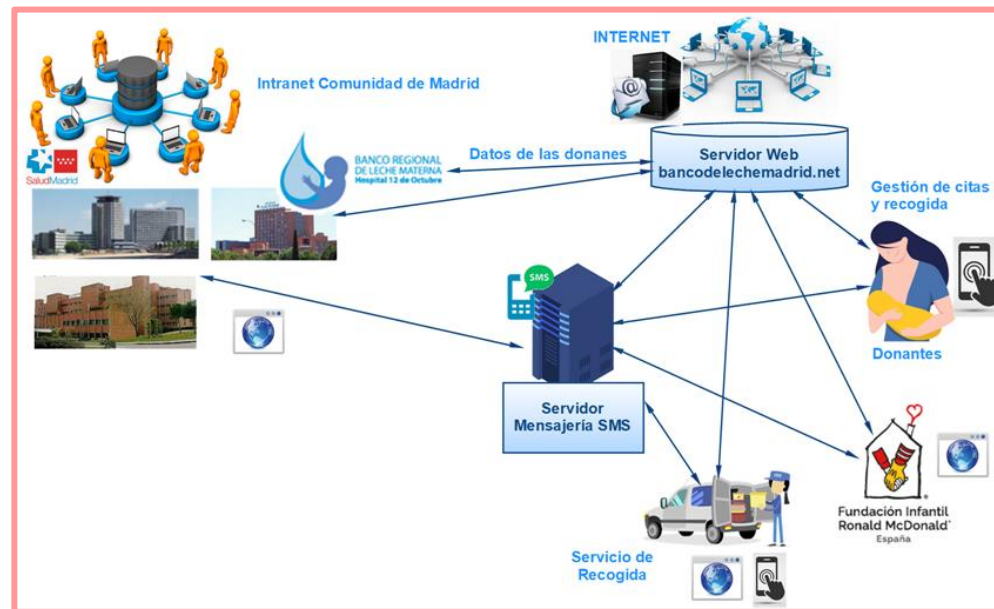 INTERNET
Intranet Comunidad de Madrid
SaludMadrid
BANCO REGIONAL
DE LECHE MATERNA
Hospital 12 de Octubre
Datos de las donanes
Servidor Web
bancodelechemadrid.net
Gestión de citas
y recogida
SMS
Donantes
Servidor
Mensajería SMS
Fundación Infantil
Ronald McDonald®
España
Servicio de
Recogida